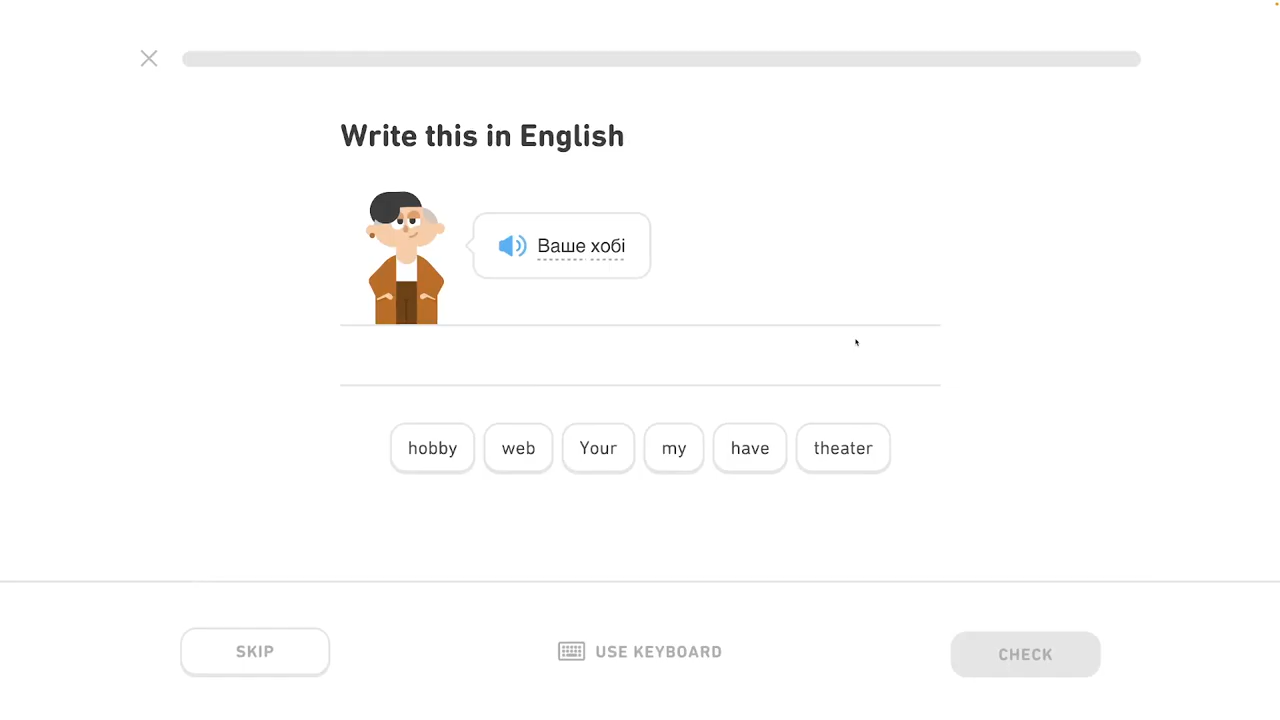 Write this in English
Ваше хобі
hobby web Your my have theater
SKIP USE KEYBOARD CHECK